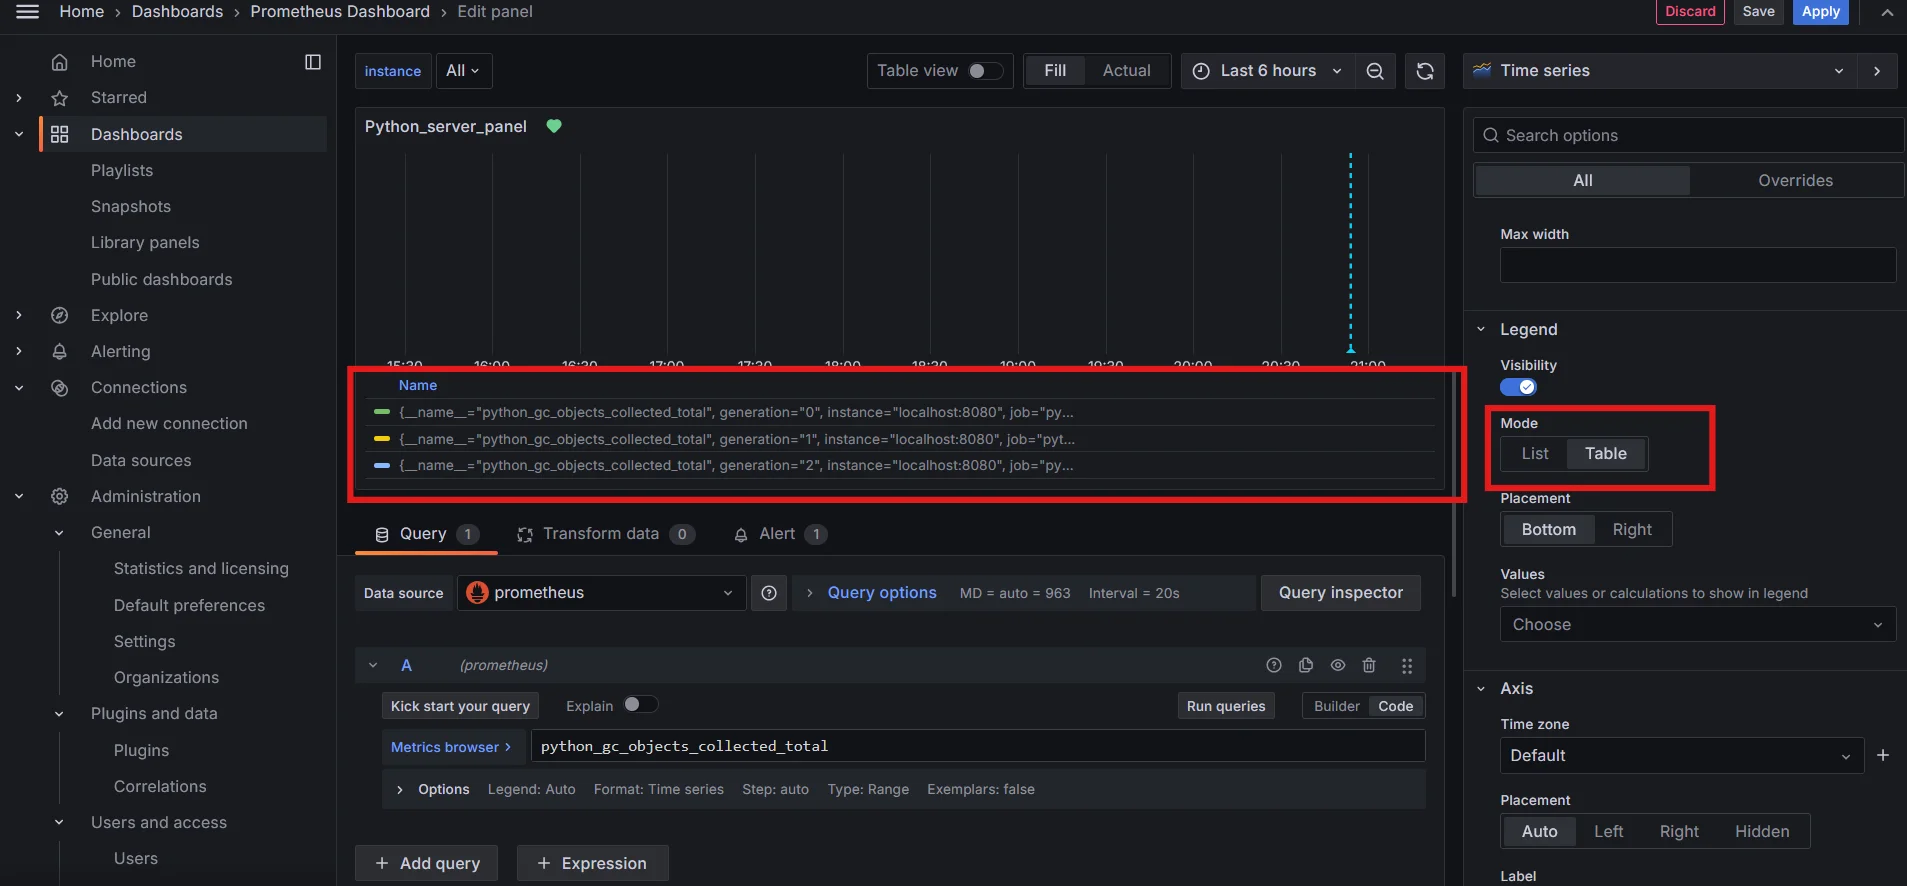 Home › Dashboards › Prometheus Dashboard › Edit panel
Discard
Save
Apply
Home
Starred
Dashboards
Playlists
Snapshots
Library panels
Public dashboards
Explore
Alerting
Connections
Add new connection
Data sources
Administration
General
Statistics and licensing
Default preferences
Settings
Organizations
Plugins and data
Plugins
Correlations
Users and access
Users
instance
All
Table view
Fill
Actual
Last 6 hours
Python_server_panel
15:30 16:00 16:30 17:00 17:30 18:00 18:30 19:00 19:30 20:00 20:30 21:00
Name
{__name__="python_gc_objects_collected_total", generation="0", instance="localhost:8080", job="py...
{__name__="python_gc_objects_collected_total", generation="1", instance="localhost:8080", job="pyt...
{__name__="python_gc_objects_collected_total", generation="2", instance="localhost:8080", job="py...
Query 1
Transform data 0
Alert 1
Data source
prometheus
Query options
MD = auto = 963
Interval = 20s
Query inspector
A
(prometheus)
Kick start your query
Explain
Run queries
Builder
Code
Metrics browser >
python_gc_objects_collected_total
Options
Legend: Auto
Format: Time series
Step: auto
Type: Range
Exemplars: false
+ Add query
+ Expression
Time series
Search options
All
Overrides
Max width
Legend
Visibility
Mode
List
Table
Placement
Bottom
Right
Values
Select values or calculations to show in legend
Choose
Axis
Time zone
Default
Placement
Auto
Left
Right
Hidden
Label